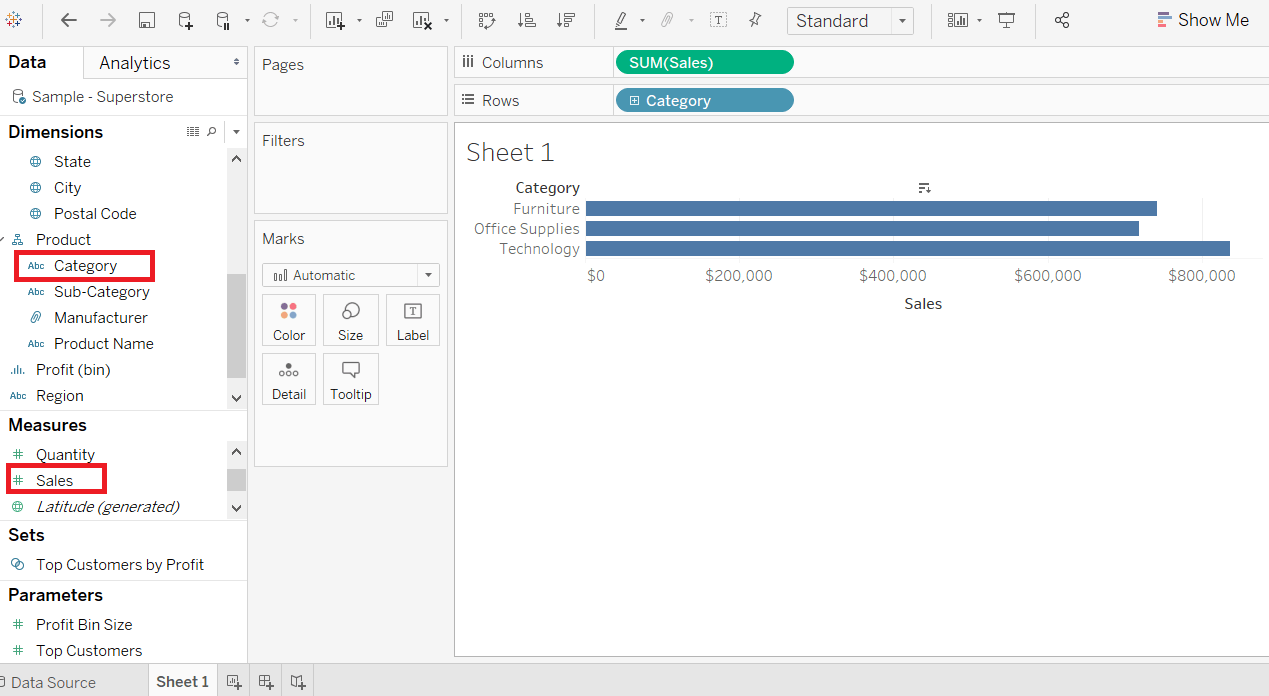 Standard
Show Me
Data
Analytics
Sample - Superstore
Dimensions
State
City
Postal Code
Product
Abc Category
Abc Sub-Category
Manufacturer
Abc Product Name
Profit (bin)
Abc Region
Measures
Quantity
Sales
Latitude (generated)
Sets
Top Customers by Profit
Parameters
Profit Bin Size
Top Customers
Pages
Filters
Marks
Automatic
Color
Size
Label
Detail
Tooltip
Columns
SUM(Sales)
Rows
Category
Sheet 1
Category
Furniture
Office Supplies
Technology
$0 $200,000 $400,000 $600,000 $800,000
Sales
Data Source
Sheet 1